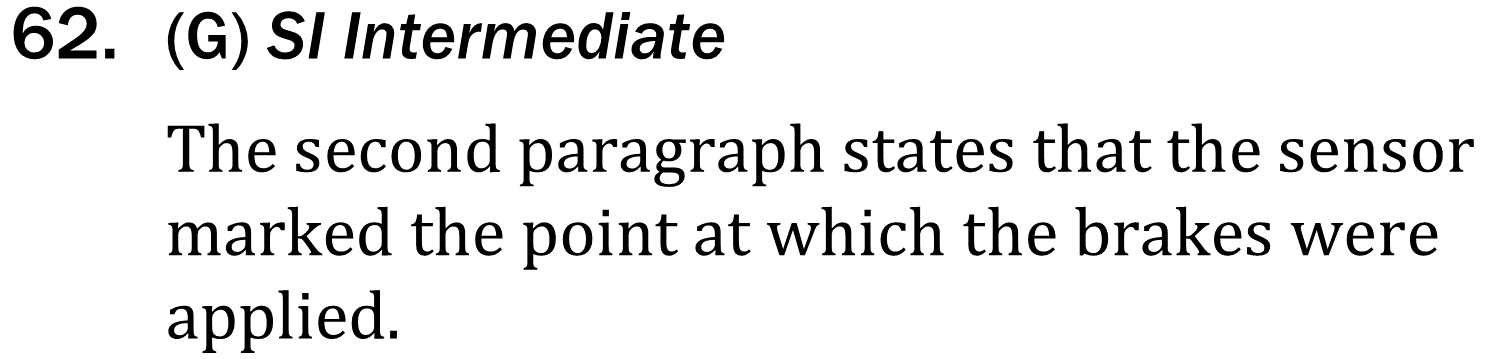 62. (G) SI Intermediate
The second paragraph states that the sensor
marked the point at which the brakes were
applied.